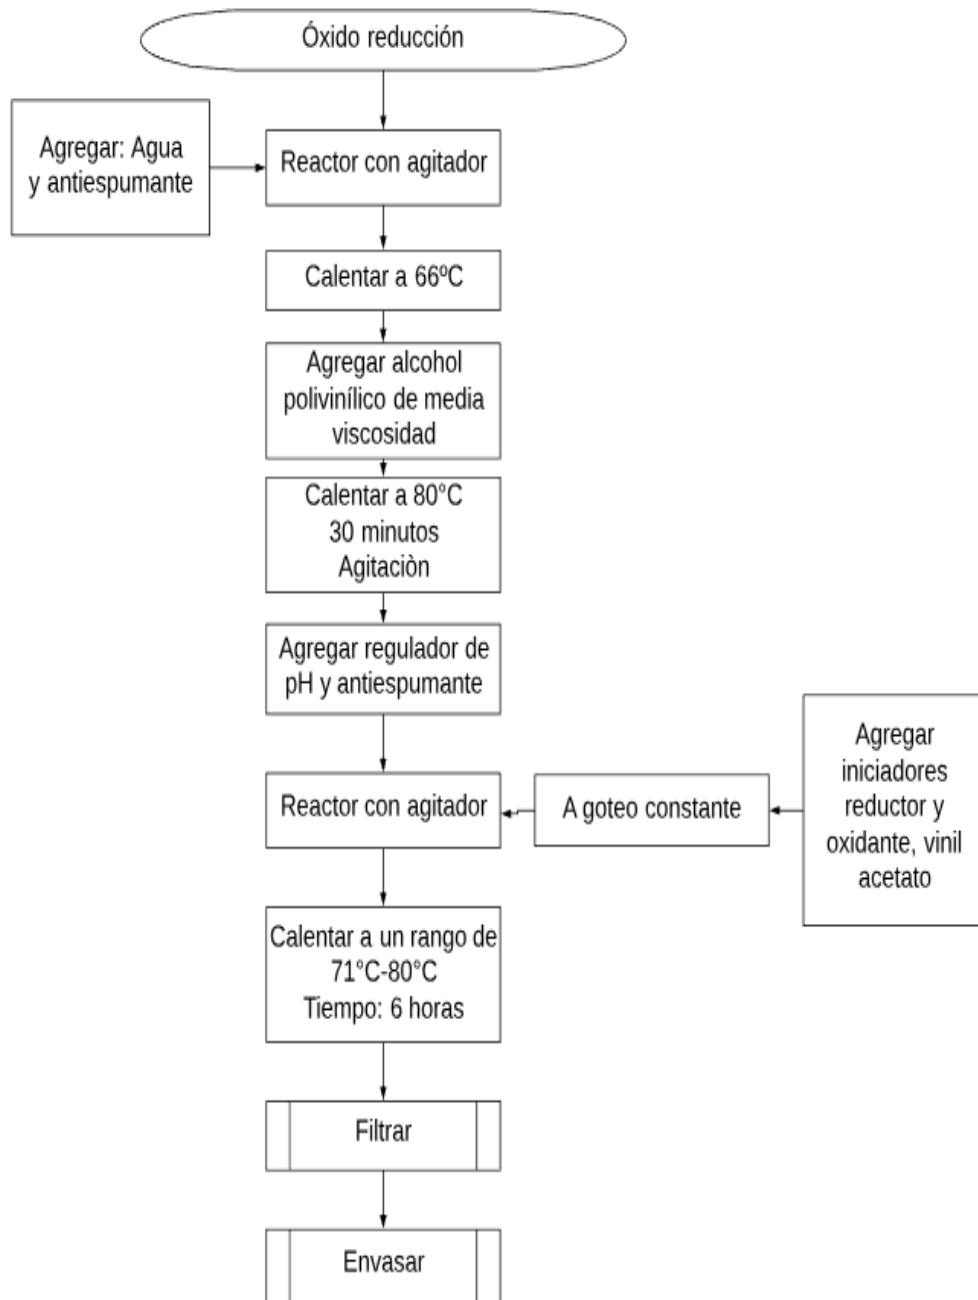 Óxido reducción
Agregar: Agua
y antiespumante
Reactor con agitador
Calentar a 66ºC
Agregar alcohol
polivinílico de media
viscosidad
Calentar a 80°C
30 minutos
Agitaciòn
Agregar regulador de
pH y antiespumante
Reactor con agitador
A goteo constante
Agregar
iniciadores
reductor y
oxidante, vinil
acetato
Calentar a un rango de
71°C-80°C
Tiempo: 6 horas
Filtrar
Envasar